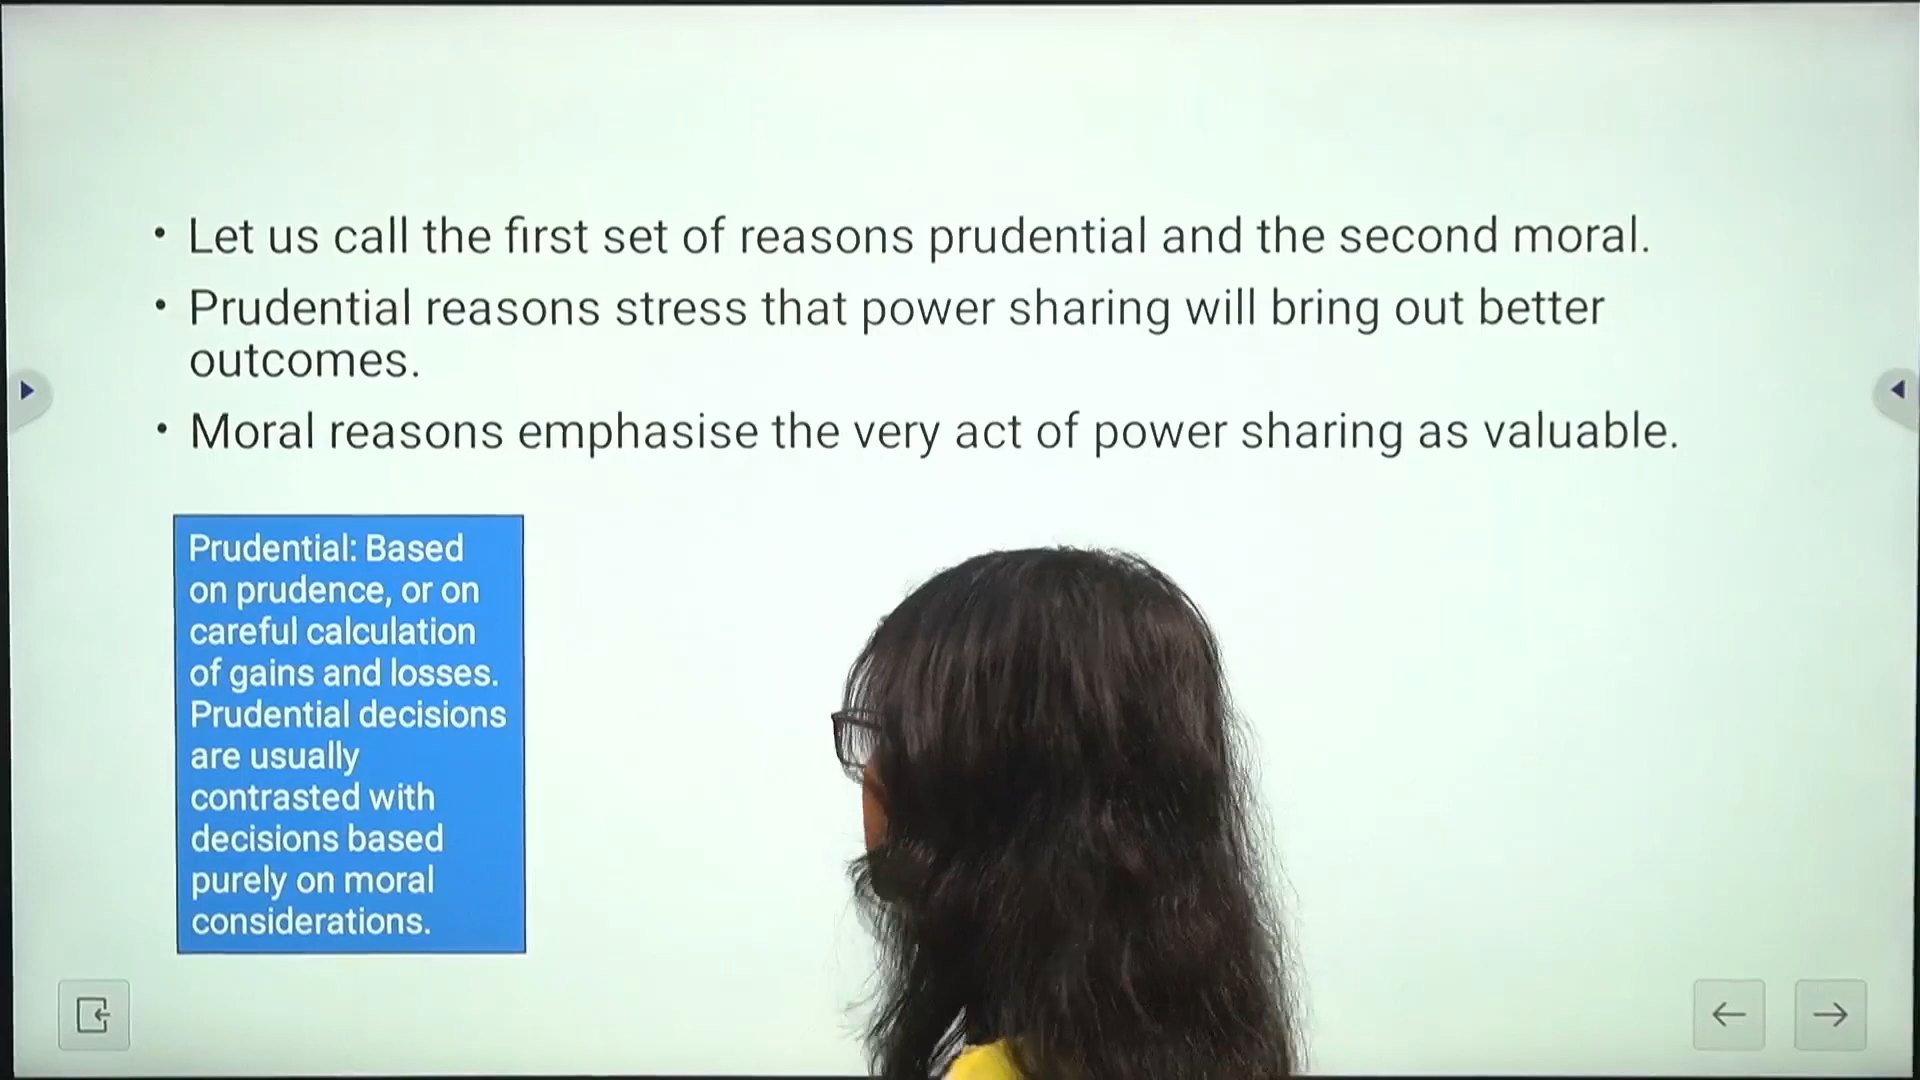 • Let us call the first set of reasons prudential and the second moral.
• Prudential reasons stress that power sharing will bring out better
outcomes.
• Moral reasons emphasise the very act of power sharing as valuable.
Prudential: Based
on prudence, or on
careful calculation
of gains and losses.
Prudential decisions
are usually
contrasted with
decisions based
purely on moral
considerations.